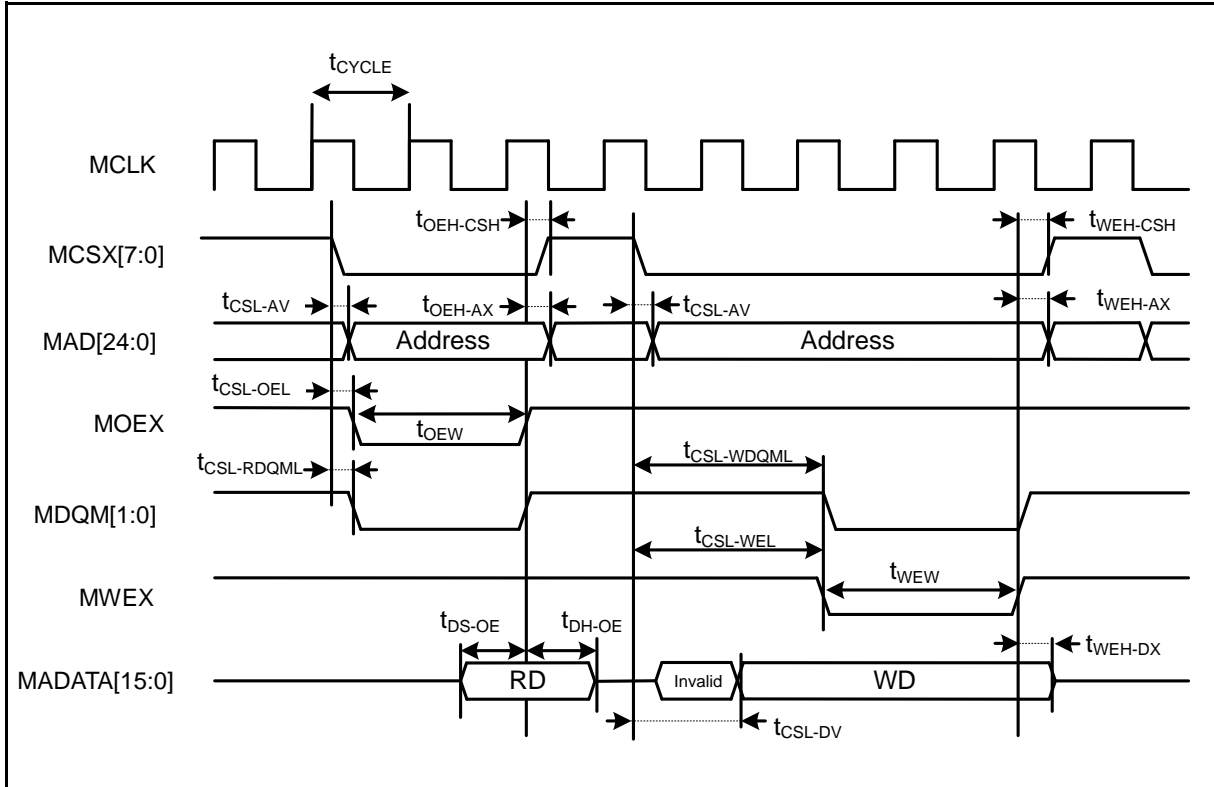 tCYCLE
MCLK
tOEH-CSH
tWEH-CSH
MCSX[7:0]
tCSL-AV
tOEH-AX
tCSL-AV
tWEH-AX
MAD[24:0]
Address
Address
tCSL-OEL
MOEX
tOEW
tCSL-RDQML
tCSL-WDQML
MDQM[1:0]
tCSL-WEL
MWEX
tWEW
tDS-OE
tDH-OE
tWEH-DX
MADATA[15:0]
RD
Invalid
WD
tCSL-DV